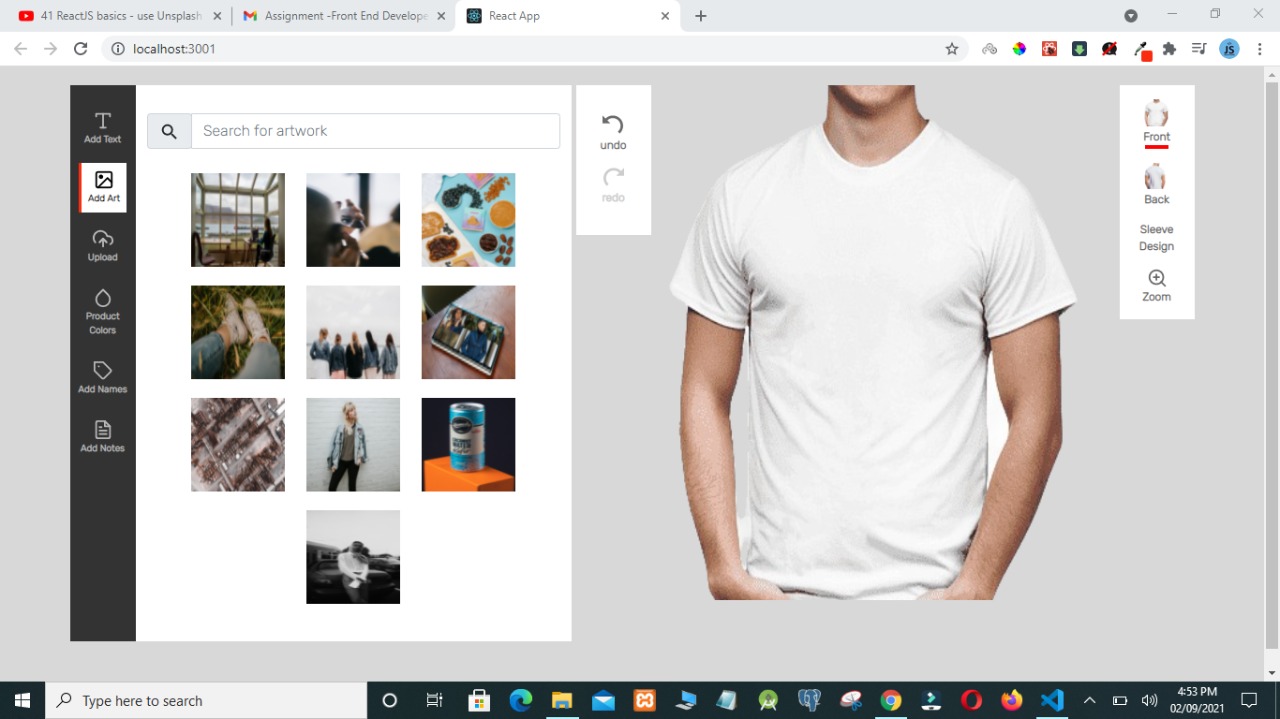 41 ReactJS basics - use Unsplash
Assignment -Front End Develope
React App
localhost:3001
Add Text
Add Art
Upload
Product
Colors
Add Names
Add Notes
Search for artwork
undo
redo
Front
Back
Sleeve
Design
Zoom
Type here to search
4:53 PM
02/09/2021